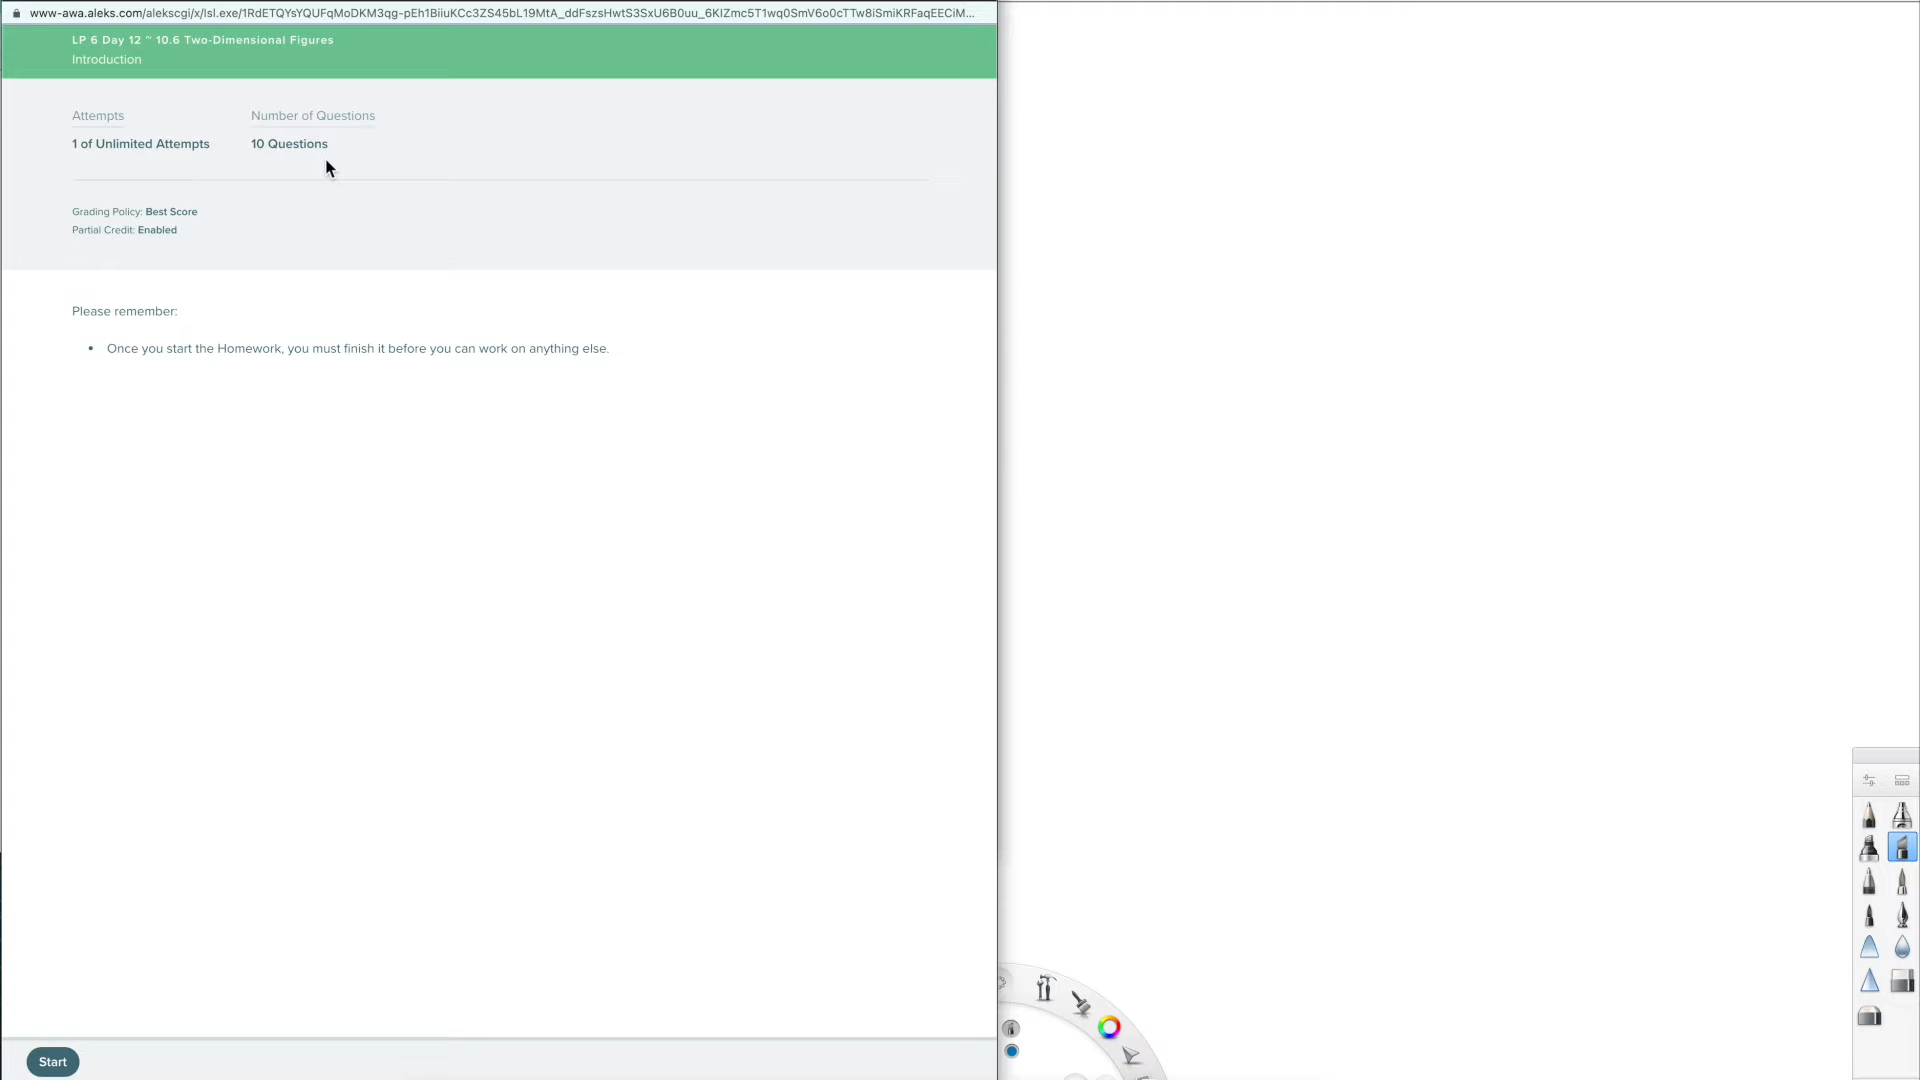 www-awa.aleks.com/alekscgi/x/Isl.exe/1RdETQYsYQUFqMoDKM3qg-pEh1BiiuKCc3ZS45bL19MtA_ddFszsHwtS3SxU6B0uu_6KIZmc5T1wq0SmV6o0cTTw8iSmiKRFaqEECiM...
LP 6 Day 12 ~ 10.6 Two-Dimensional Figures
Introduction
Attempts
Number of Questions
1 of Unlimited Attempts
10 Questions
Grading Policy: Best Score
Partial Credit: Enabled
Please remember:
• Once you start the Homework, you must finish it before you can work on anything else.
Start